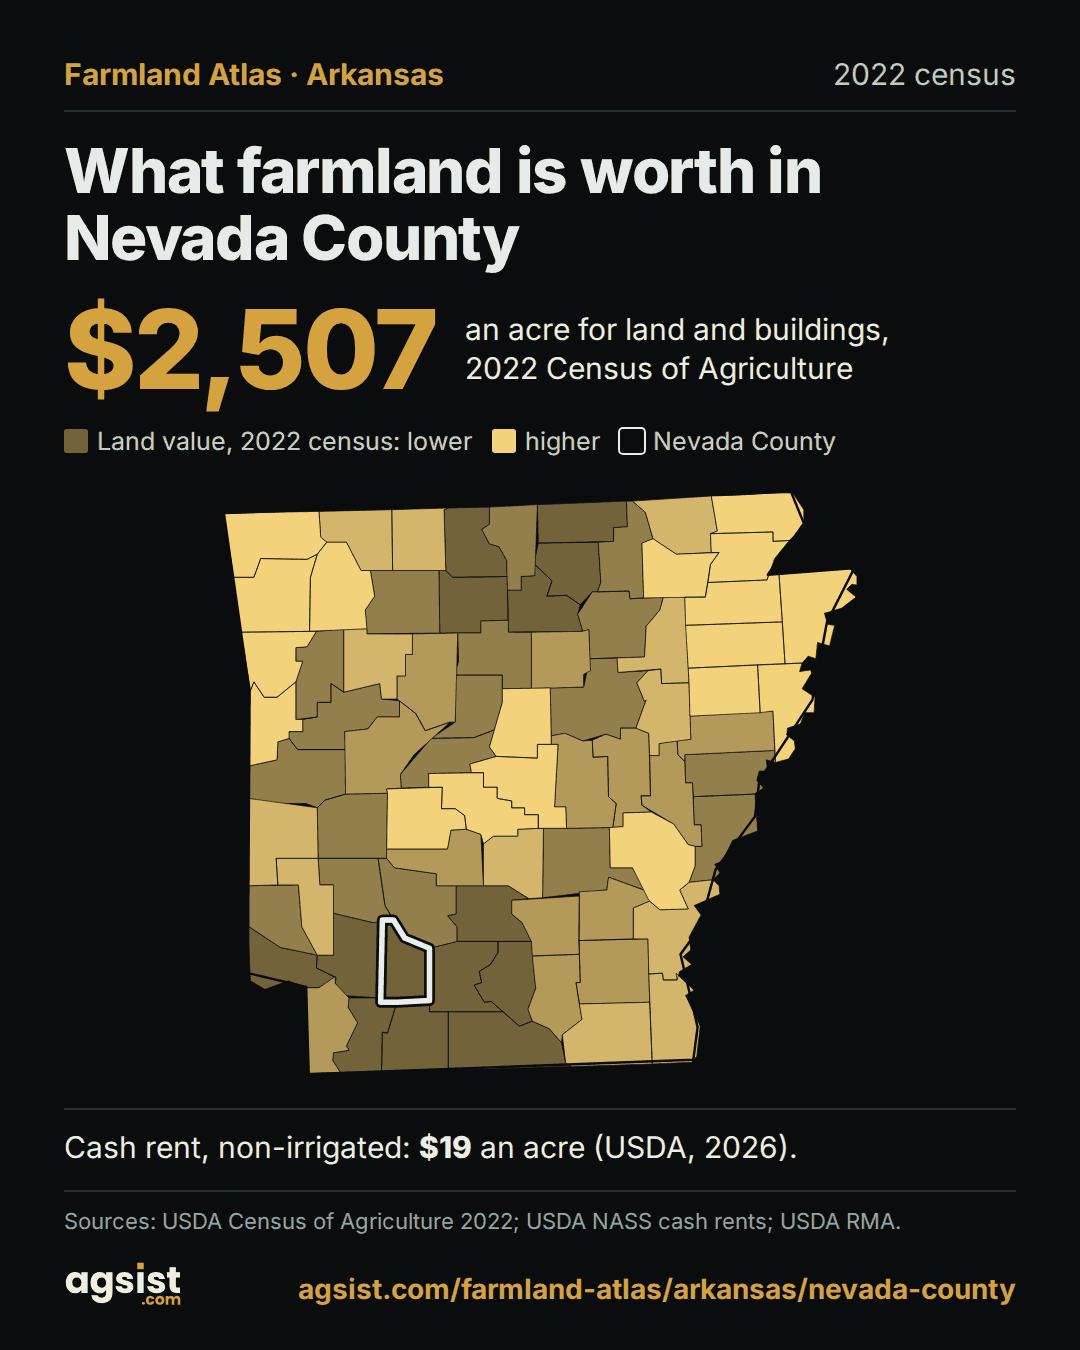 Farmland Atlas · Arkansas
2022 census
What farmland is worth in
Nevada County
$2,507
an acre for land and buildings,
2022 Census of Agriculture
Land value, 2022 census: lower
higher
Nevada County
Cash rent, non-irrigated: $19 an acre (USDA, 2026).
Sources: USDA Census of Agriculture 2022; USDA NASS cash rents; USDA RMA.
agsist
.com
agsist.com/farmland-atlas/arkansas/nevada-county